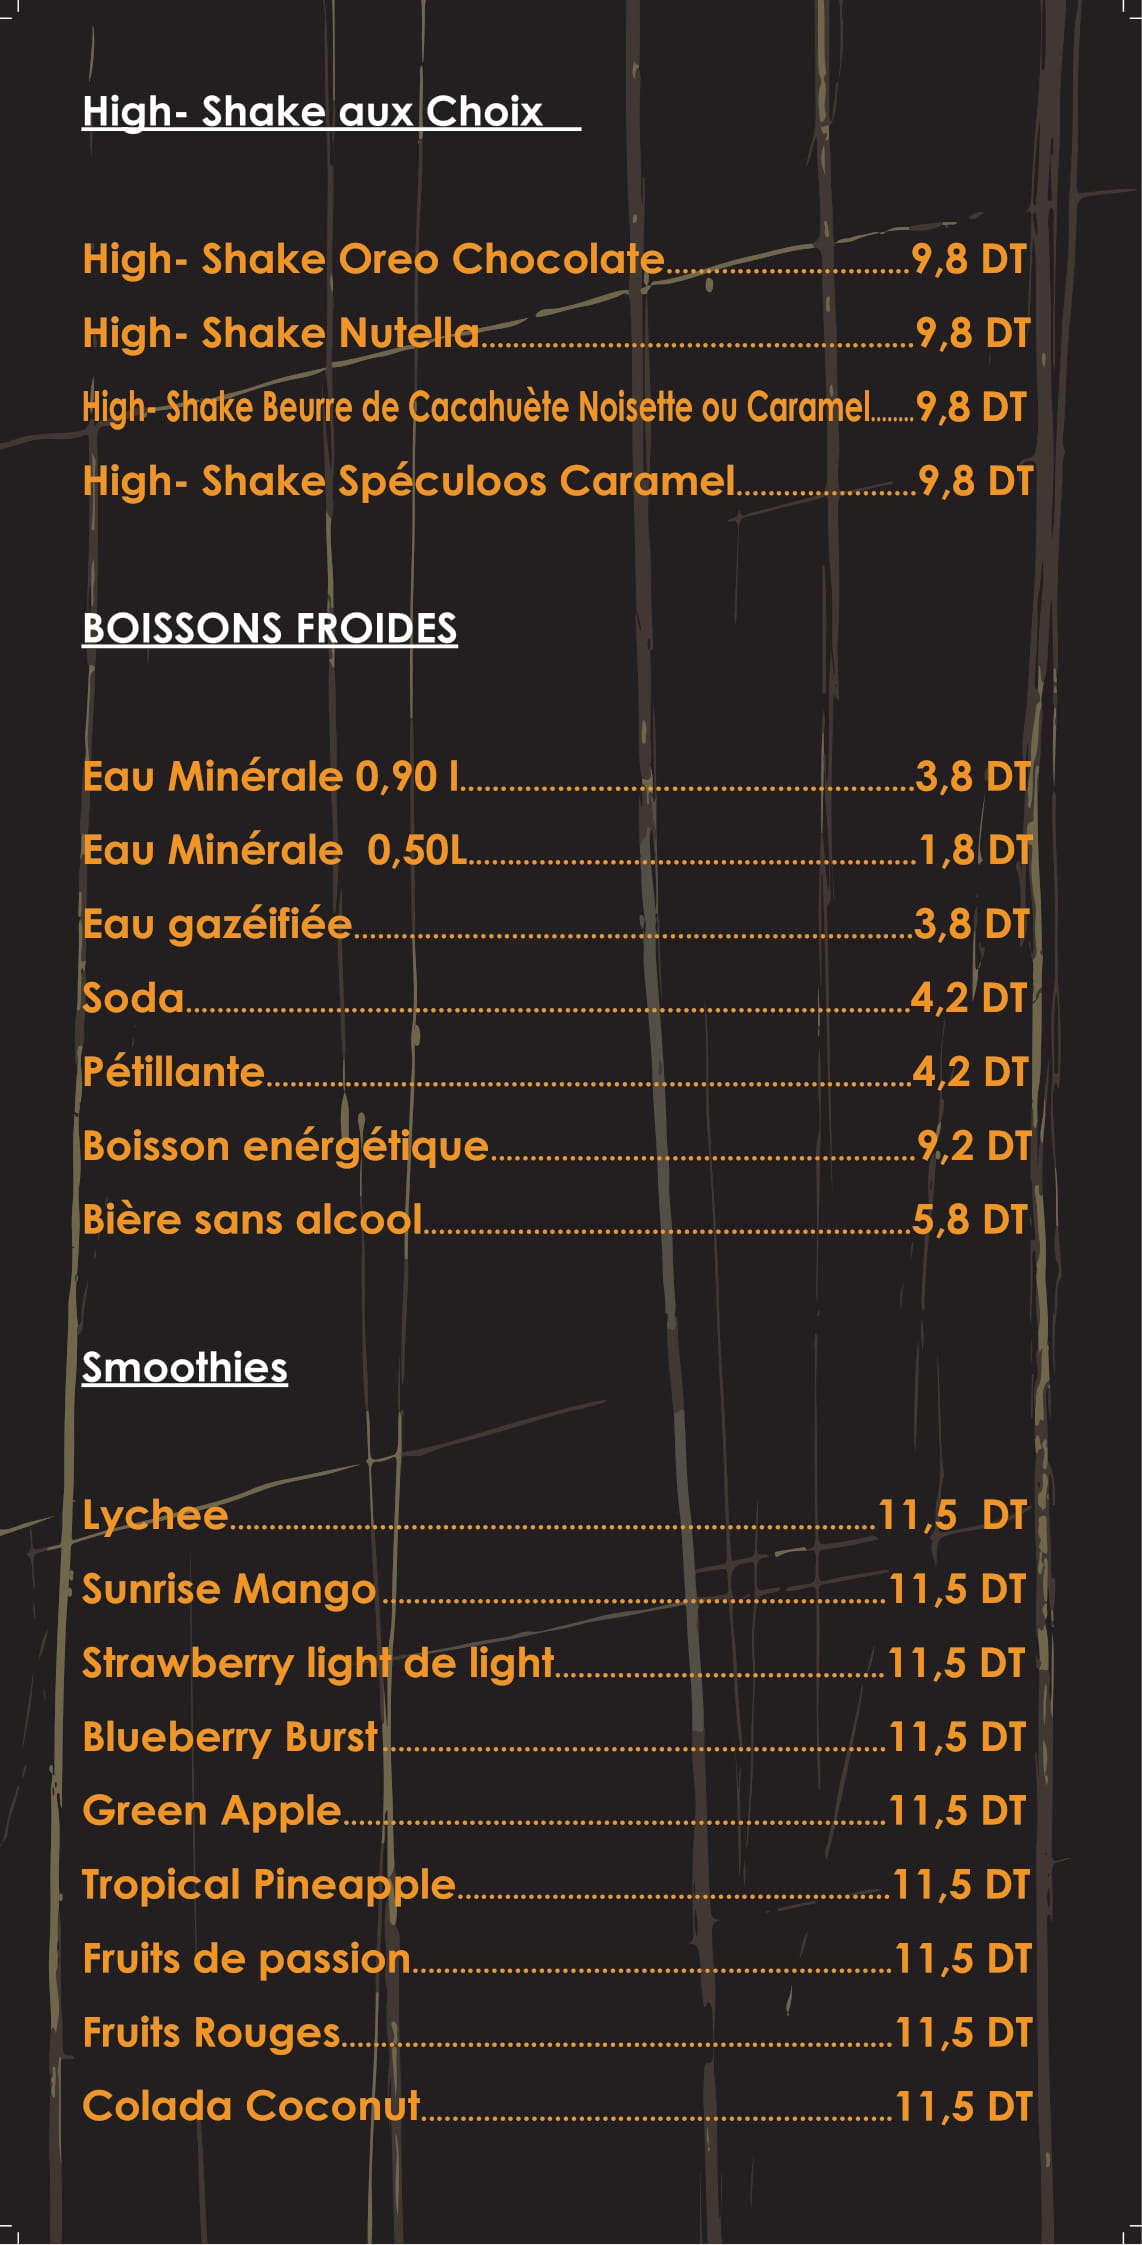 High- Shake aux Choix
High- Shake Oreo Chocolate...............................9,8 DT
High- Shake Nutella.......................................................9,8 DT
High- Shake Beurre de Cacahuète Noisette ou Caramel........9,8 DT
High- Shake Spéculoos Caramel.......................9,8 DT
BOISSONS FROIDES
Eau Minérale 0,90 l..........................................................3,8 DT
Eau Minérale  0,50L.........................................................1,8 DT
Eau gazéifiée.......................................................................3,8 DT
Soda............................................................................................4,2 DT
Pétillante..................................................................................4,2 DT
Boisson enérgétique......................................................9,2 DT
Bière sans alcool..............................................................5,8 DT
Smoothies
Lychee..................................................................................11,5  DT
Sunrise Mango................................................................11,5 DT
Strawberry light de light..........................................11,5 DT
Blueberry Burst................................................................11,5 DT
Green Apple.....................................................................11,5 DT
Tropical Pineapple.......................................................11,5 DT
Fruits de passion.............................................................11,5 DT
Fruits Rouges......................................................................11,5 DT
Colada Coconut............................................................11,5 DT